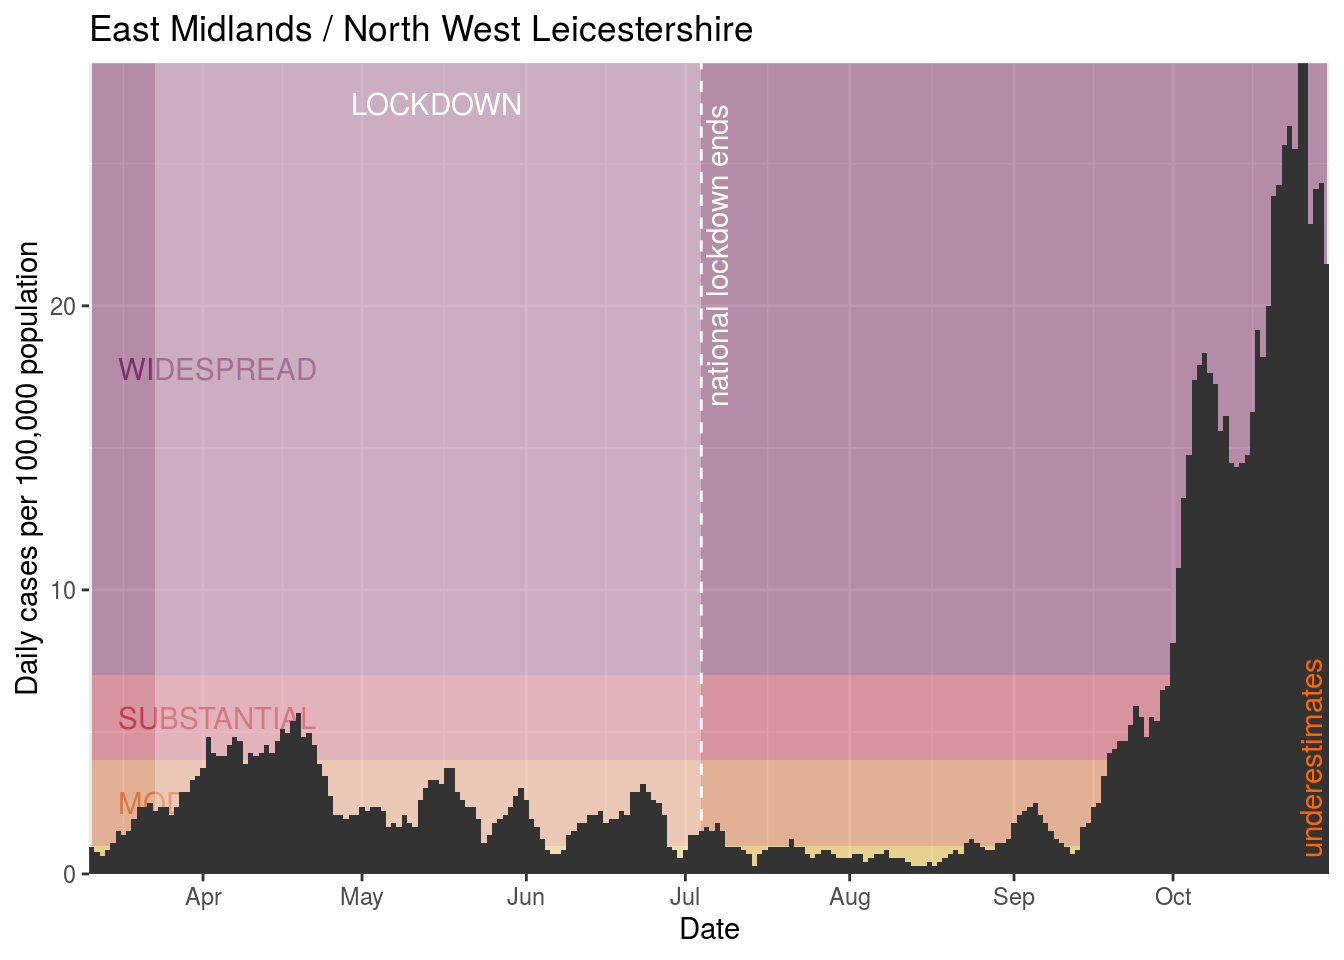 East Midlands / North West Leicestershire
LOCKDOWN
national lockdown ends
WIDESPREAD
SUBSTANTIAL
underestimates
Daily cases per 100,000 population
20
10
0
Apr
May
Jun
Jul
Aug
Sep
Oct
Date